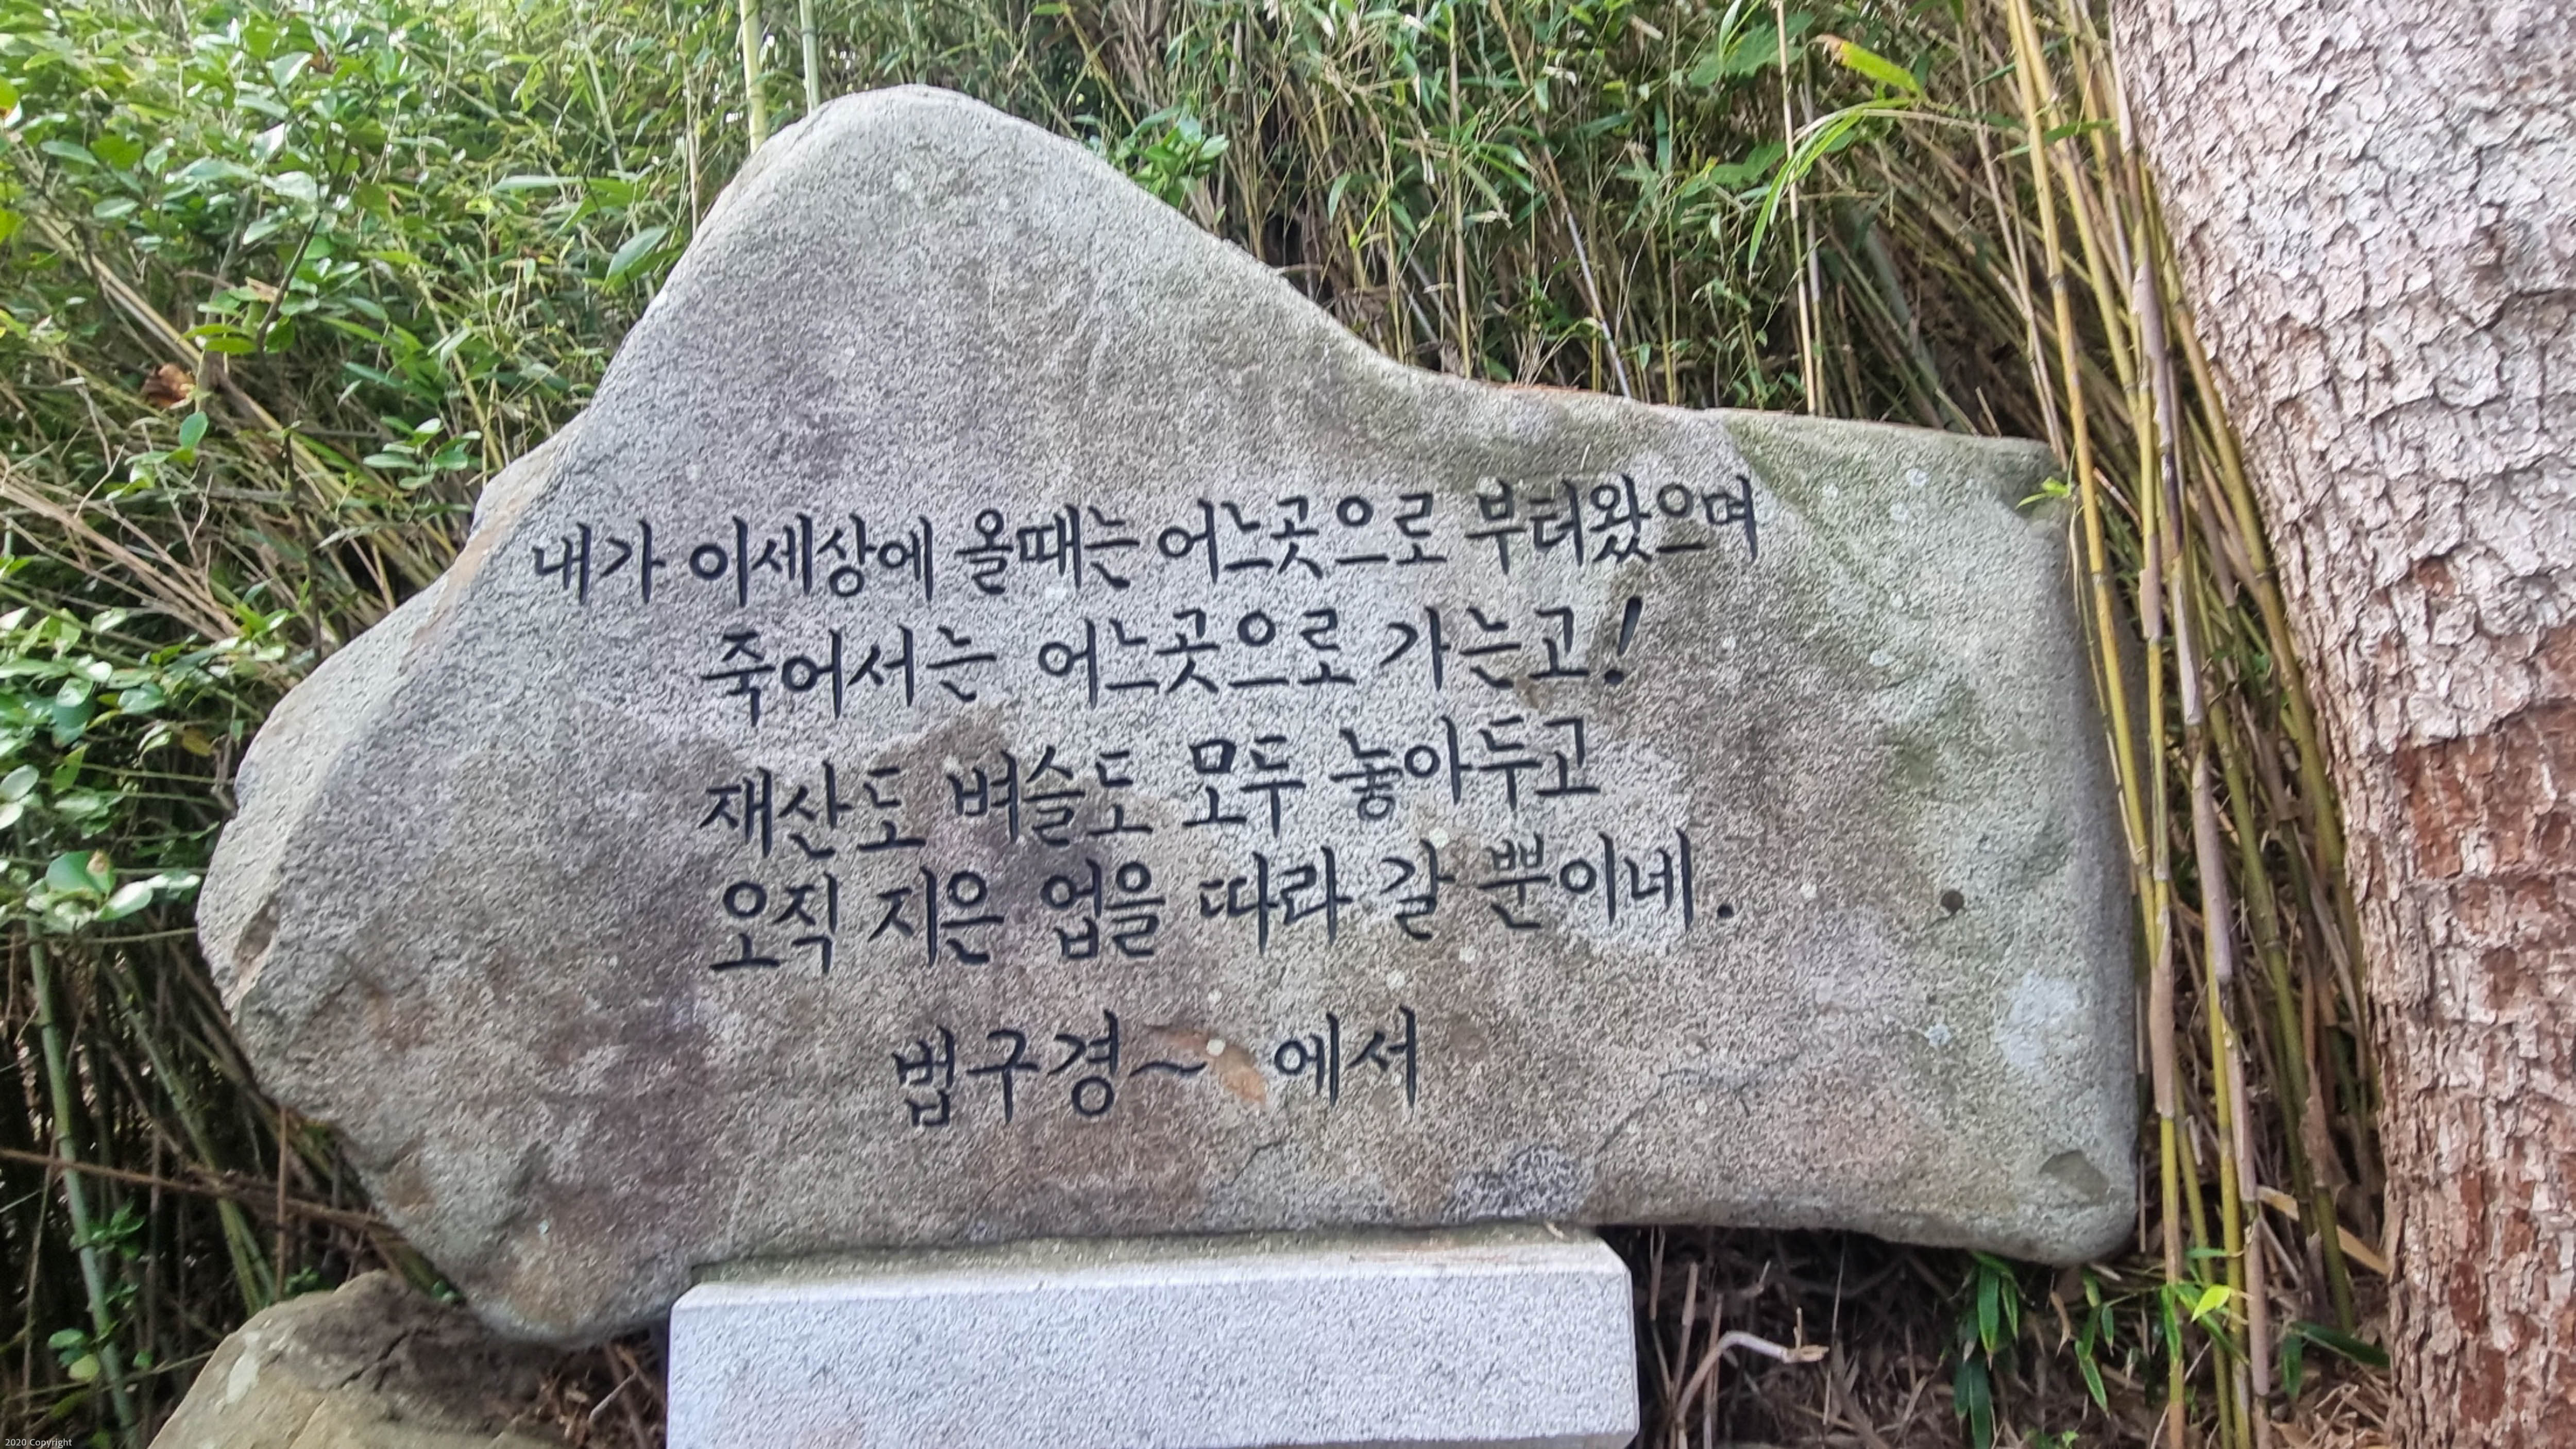 내가 이세상에 올때는 어느곳으로 부터왔으며
죽어서는 어느곳으로 가는고!
재산도 벼슬도 모두 놓아두고
오직 지은 업을 따라 갈 뿐이네.
법구경~ 에서
2020 Copyright